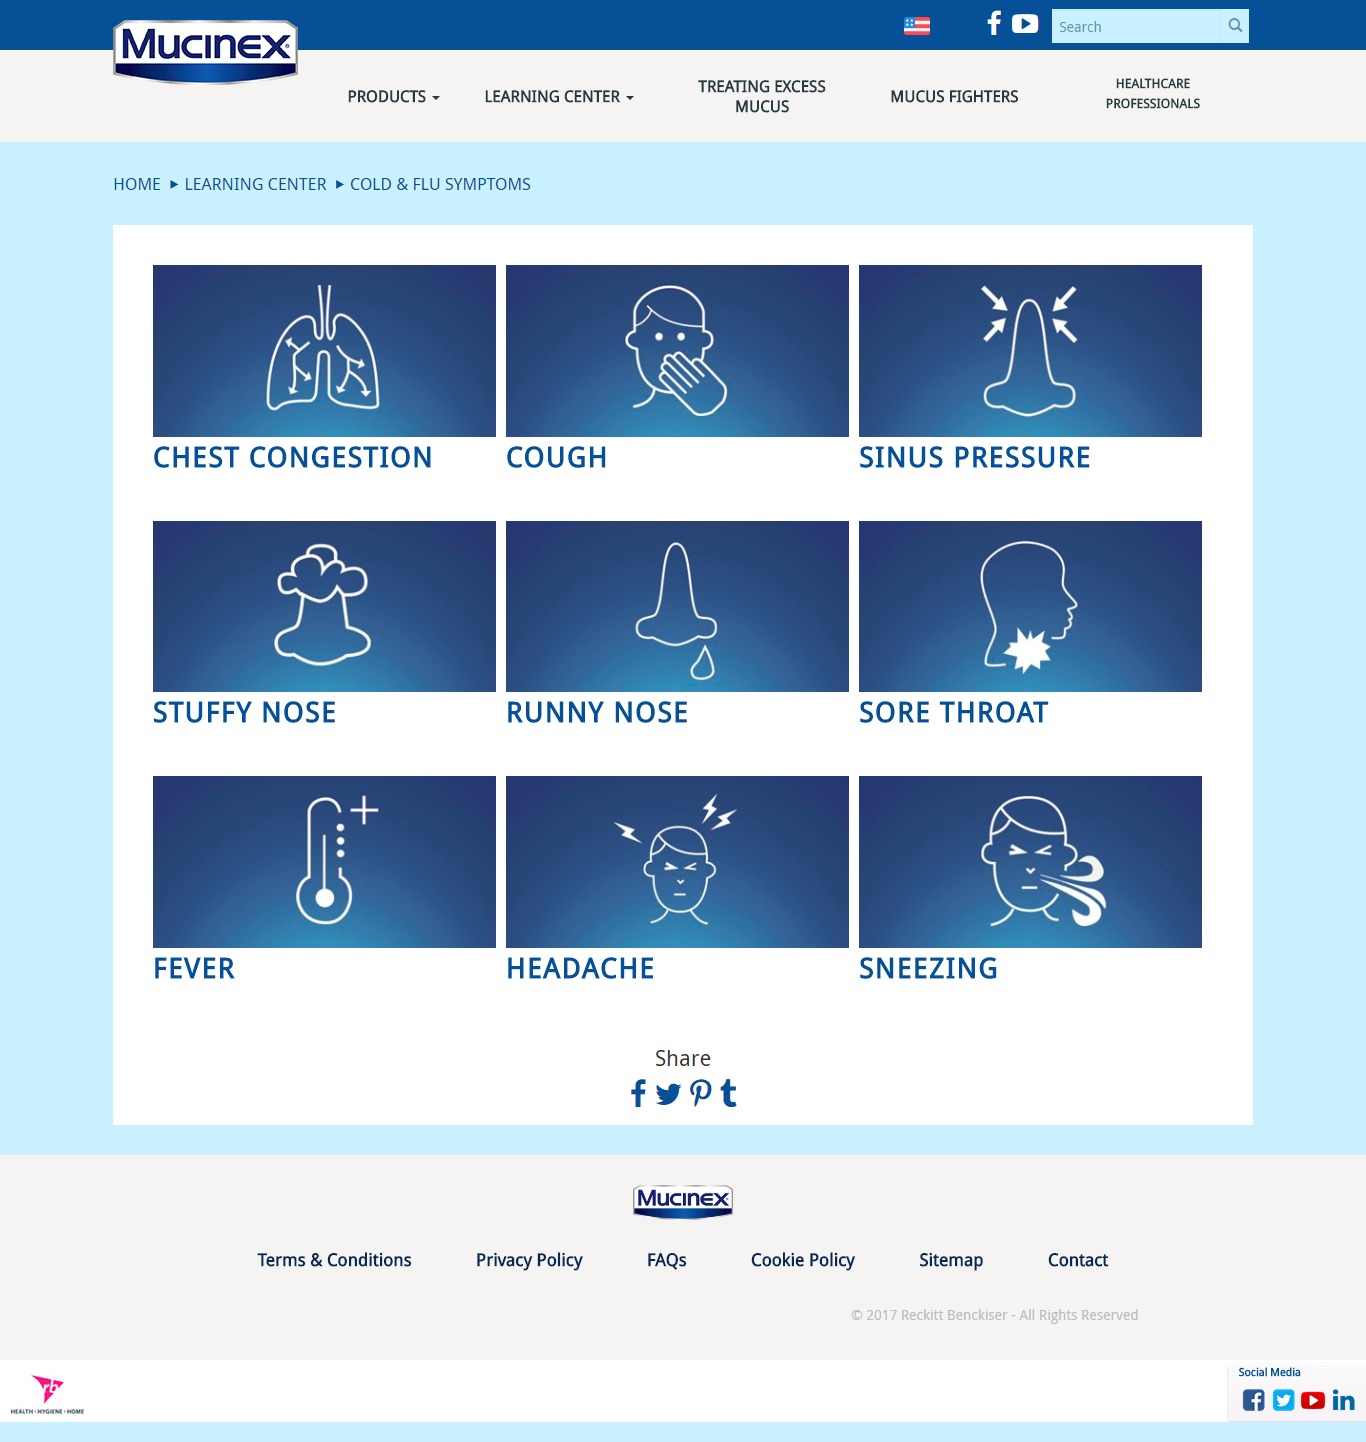 Mucinex®
Search
PRODUCTS
LEARNING CENTER
TREATING EXCESS
MUCUS
MUCUS FIGHTERS
HEALTHCARE
PROFESSIONALS
HOME
LEARNING CENTER
COLD & FLU SYMPTOMS
CHEST CONGESTION
COUGH
SINUS PRESSURE
STUFFY NOSE
RUNNY NOSE
SORE THROAT
FEVER
HEADACHE
SNEEZING
Share
Mucinex
Terms & Conditions
Privacy Policy
FAQs
Cookie Policy
Sitemap
Contact
© 2017 Reckitt Benckiser - All Rights Reserved
rb
HEALTH • HYGIENE • HOME
Social Media